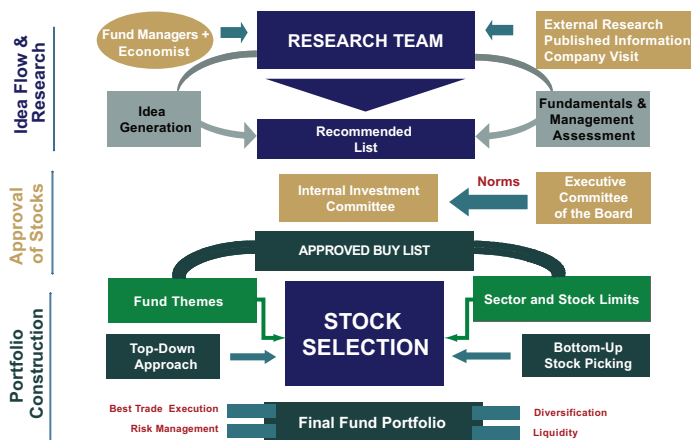 Idea Flow &
Research
Fund Managers +
Economist
RESEARCH TEAM
External Research
Published Information
Company Visit
Idea
Generation
Recommended
List
Fundamentals &
Management
Assessment
Approval
of Stocks
Internal Investment
Committee
Norms
Executive
Committee
of the Board
APPROVED BUY LIST
Portfolio
Construction
Fund Themes
STOCK
SELECTION
Sector and Stock Limits
Top-Down
Approach
Bottom-Up
Stock Picking
Best Trade Execution
Risk Management
Final Fund Portfolio
Diversification
Liquidity